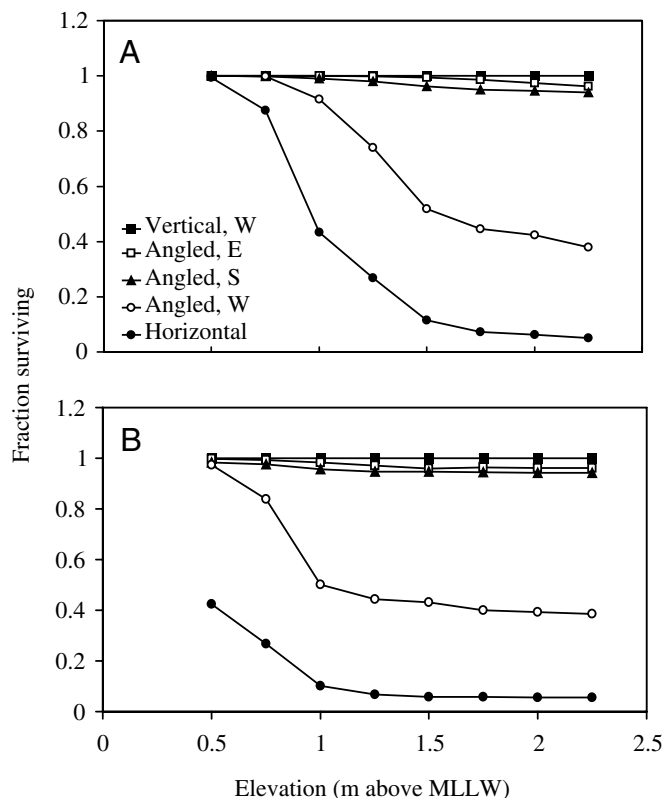 1.2
A
1
0.8
0.6
Vertical, W
Angled, E
0.4
Angled, S
Angled, W
0.2
Horizontal
0
Fraction surviving
1.2
B
1
0.8
0.6
0.4
0.2
0
0 0.5 1 1.5 2 2.5
Elevation (m above MLLW)